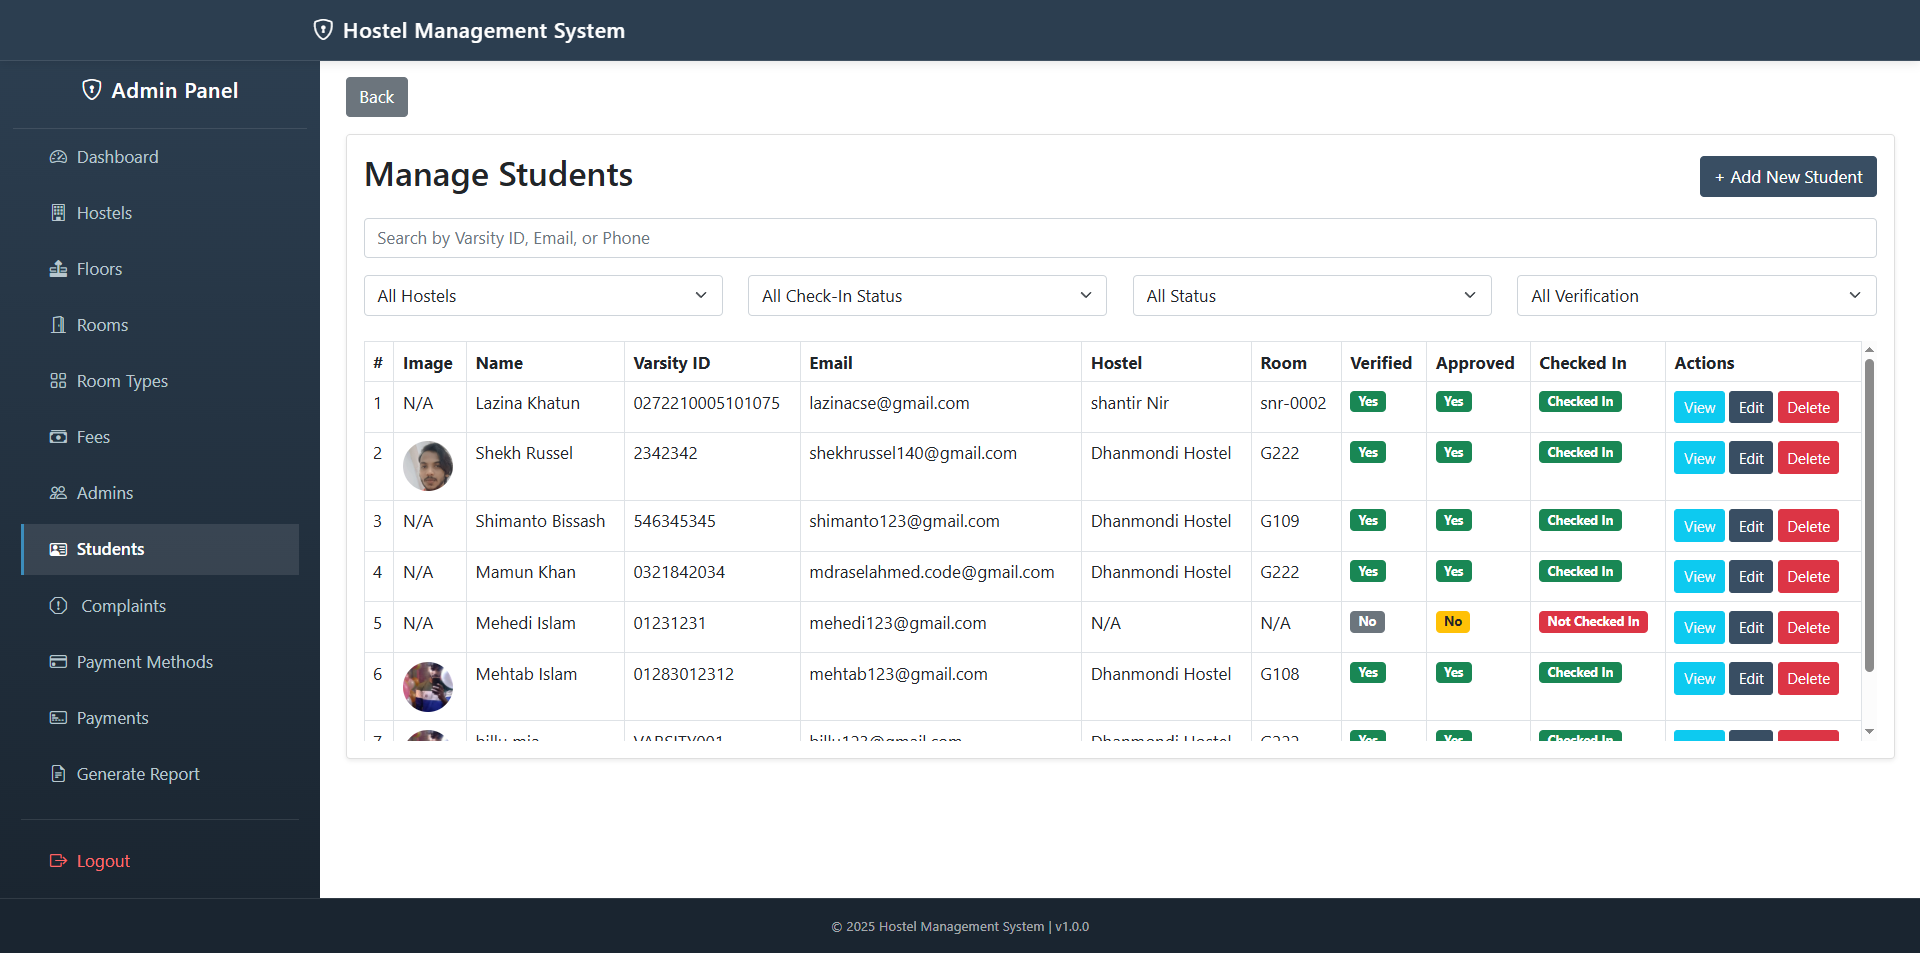 Hostel Management System
Admin Panel
Dashboard
Hostels
Floors
Rooms
Room Types
Fees
Admins
Students
Complaints
Payment Methods
Payments
Generate Report
Logout
Back
Manage Students
+ Add New Student
Search by Varsity ID, Email, or Phone
All Hostels All Check-In Status All Status All Verification
# Image Name Varsity ID Email Hostel Room Verified Approved Checked In Actions
1 N/A Lazina Khatun 0272210005101075 lazinacse@gmail.com shantir Nir snr-0002 Yes Yes Checked In View Edit Delete
2 Shekh Russel 2342342 shekhrussel140@gmail.com Dhanmondi Hostel G222 Yes Yes Checked In View Edit Delete
3 N/A Shimanto Bissash 546345345 shimanto123@gmail.com Dhanmondi Hostel G109 Yes Yes Checked In View Edit Delete
4 N/A Mamun Khan 0321842034 mdraselahmed.code@gmail.com Dhanmondi Hostel G222 Yes Yes Checked In View Edit Delete
5 N/A Mehedi Islam 01231231 mehedi123@gmail.com N/A N/A No No Not Checked In View Edit Delete
6 Mehtab Islam 01283012312 mehtab123@gmail.com Dhanmondi Hostel G108 Yes Yes Checked In View Edit Delete
7 Dhanmondi Hostel Yes Yes Checked In
© 2025 Hostel Management System | v1.0.0